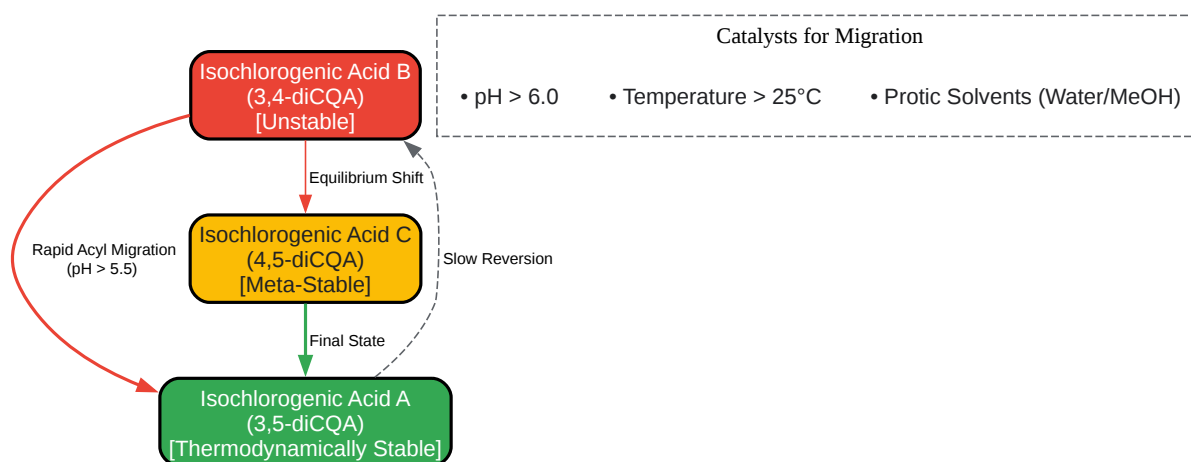 Catalysts for Migration
• pH > 6.0 • Temperature > 25°C • Protic Solvents (Water/MeOH)
Isochlorogenic Acid B
(3,4-diCQA)
[Unstable]
Equilibrium Shift
Rapid Acyl Migration
(pH > 5.5)
Isochlorogenic Acid C
(4,5-diCQA)
[Meta-Stable]
Slow Reversion
Final State
Isochlorogenic Acid A
(3,5-diCQA)
[Thermodynamically Stable]